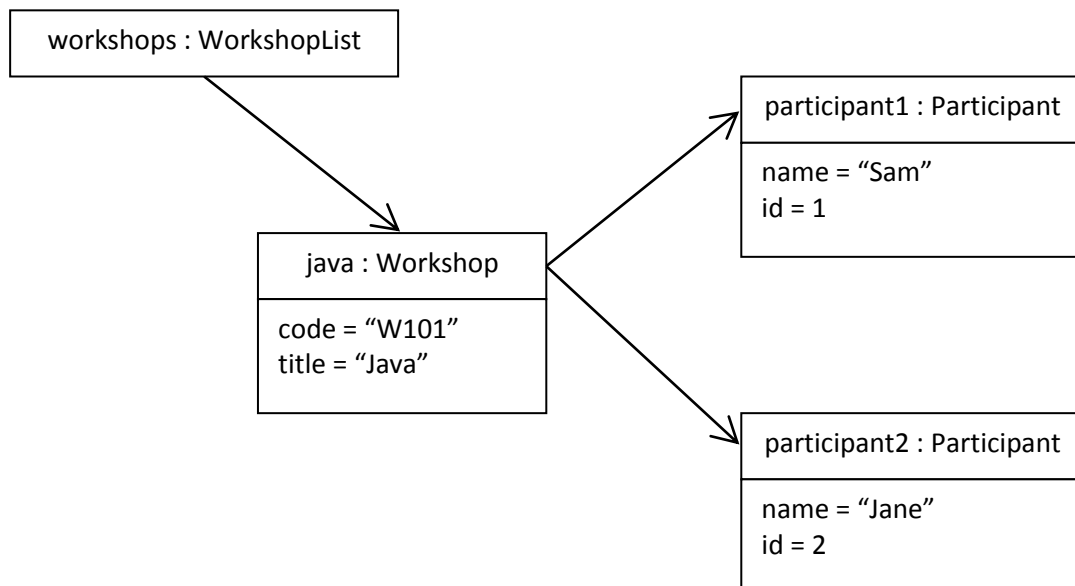 workshops : WorkshopList
participant1 : Participant
name = “Sam”
id = 1
java : Workshop
code = “W101”
title = “Java”
participant2 : Participant
name = “Jane”
id = 2